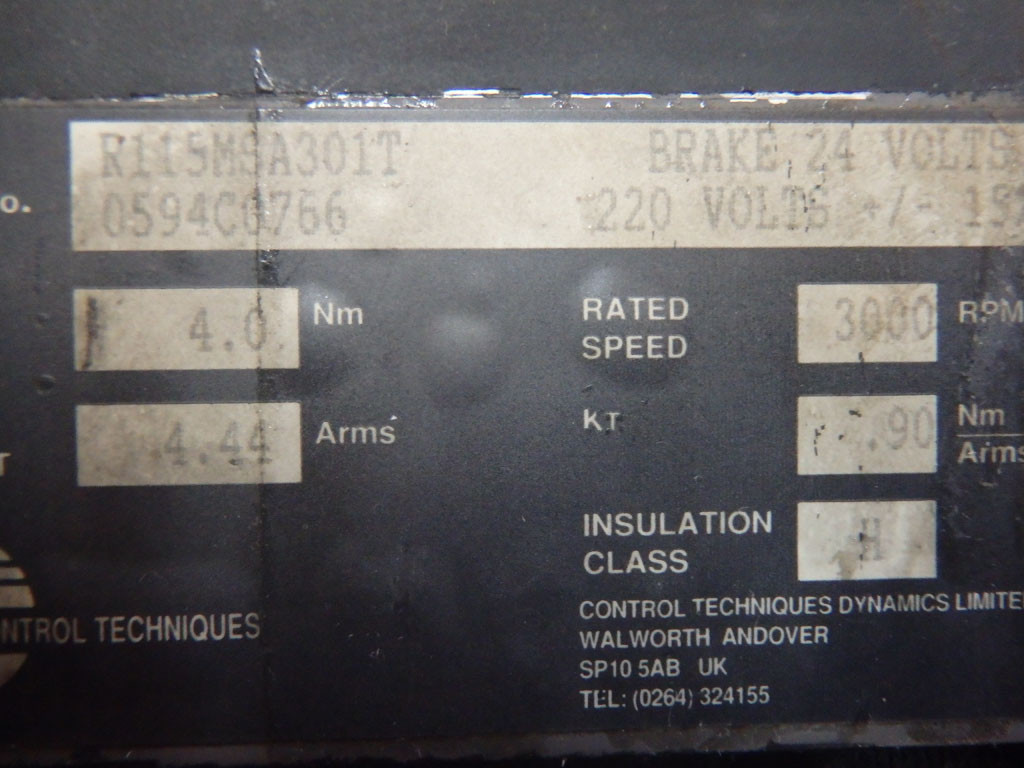 R115MSA301T BRAKE 24 VOLTS
o. 0594C0766 220 VOLTS +/- 15%
4.0 Nm RATED SPEED 3000 RPM
4.44 Arms KT .90 Nm Arms
T
INSULATION CLASS H
NTROL TECHNIQUES
CONTROL TECHNIQUES DYNAMICS LIMITE
WALWORTH ANDOVER
SP10 5AB UK
TEL: (0264) 324155